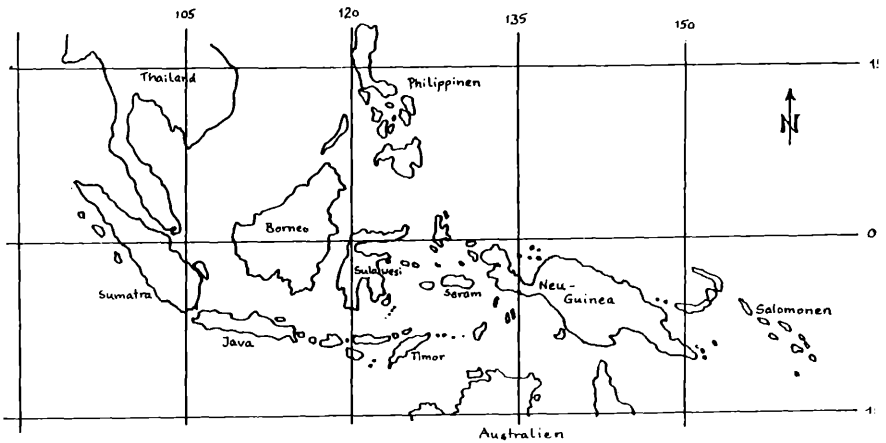 105
120
135
150
Thailand
Philippinen
N
Borneo
0
Sulawesi
Sumatra
Seram
Neu-
Guinea
Salomonen
Java
Timor
Australien